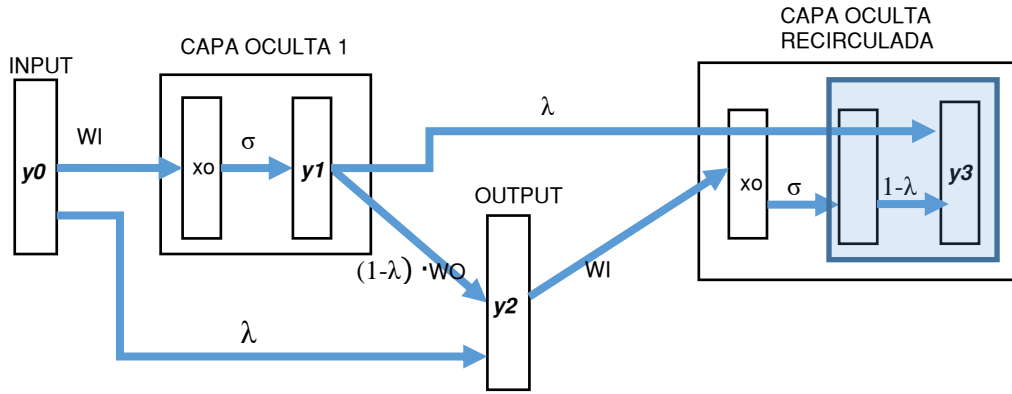 CAPA OCULTA
RECIRCULADA
CAPA OCULTA 1
INPUT
WI
σ
λ
y0
xo
y1
OUTPUT
xo
σ
1-λ
y3
(1-λ) ·WO
WI
y2
λ